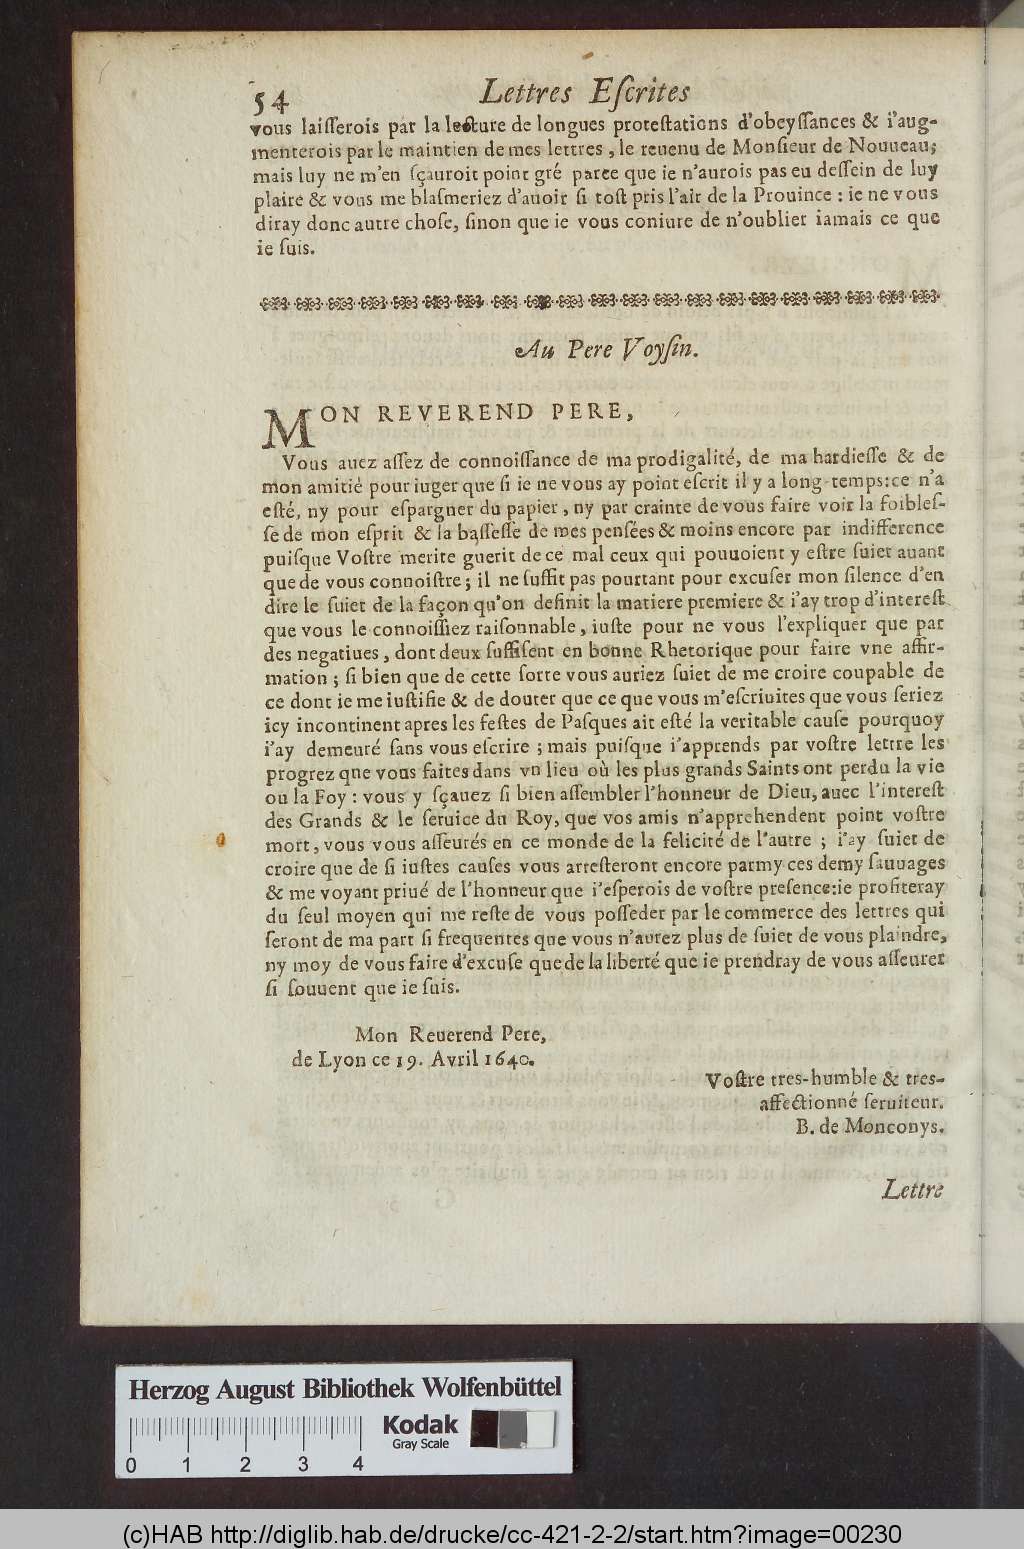 54 Lettres Eſcrites
vous laiſſerois par la lecture de longues proteſtations d'obeyſſances & i'aug-
menterois par le maintien de mes lettres, le reuenu de Monſieur de Nouueau;
mais luy ne m'en ſçauroit point gré parce que ie n'aurois pas eu deſſein de luy
plaire & vous me blaſmeriez d'auoir ſi toſt pris l'air de la Prouince : ie ne vous
diray donc autre choſe, ſinon que ie vous coniure de n'oublier iamais ce que
ie ſuis.
Au Pere Voyſin.
MON REVEREND PERE,
Vous auez aſſez de connoiſſance de ma prodigalité, de ma hardieſſe & de
mon amitié pour iuger que ſi ie ne vous ay point eſcrit il y a long-temps: ce n'a
eſté, ny pour eſpargner du papier, ny par crainte de vous faire voir la foibleſ-
ſe de mon eſprit & la baſſeſſe de mes penſées & moins encore par indifference
puiſque Voſtre merite guerit de ce mal ceux qui pouuoient y eſtre ſuiet auant
que de vous connoiſtre; il ne ſuffit pas pourtant pour excuſer mon ſilence d'en
dire le ſuiet de la façon qu'on definit la matiere premiere & i'ay trop d'intereſt
que vous le connoiſſiez raiſonnable, iuſte pour ne vous l'expliquer que par
des negatiues, dont deux ſuffiſent en bonne Rhetorique pour faire vne affir-
mation; ſi bien que de cette ſorte vous auriez ſuiet de me croire coupable de
ce dont ie me iuſtifie & de douter que ce que vous m'eſcriuites que vous ſeriez
icy incontinent apres les feſtes de Paſques ait eſté la veritable cauſe pourquoy
i'ay demeuré ſans vous eſcrire; mais puiſque i'apprends par voſtre lettre les
progrez que vous faites dans vn lieu où les plus grands Saints ont perdu la vie
ou la Foy : vous y ſçauez ſi bien aſſembler l'honneur de Dieu, auec l'intereſt
des Grands & le ſeruice du Roy, que vos amis n'apprehendent point voſtre
mort, vous vous aſſeurés en ce monde de la felicité de l'autre ; i'ay ſuiet de
croire que de ſi iuſtes cauſes vous arreſteront encore parmy ces demy ſauuages
& me voyant priué de l'honneur que i'eſperois de voſtre preſence: ie profiteray
du ſeul moyen qui me reſte de vous poſſeder par le commerce des lettres qui
ſeront de ma part ſi frequentes que vous n'aurez plus de ſuiet de vous plaindre,
ny moy de vous faire d'excuſe que de la liberté que ie prendray de vous aſſeurer
ſi ſouuent que ie ſuis.
Mon Reuerend Pere,
de Lyon ce 19. Avril 1640.
Voſtre tres-humble & tres-
affectionné ſeruiteur.
B. de Monconys.
Lettre
Herzog August Bibliothek Wolfenbüttel
Kodak
Gray Scale
0 1 2 3 4
(c)HAB http://diglib.hab.de/drucke/cc-421-2-2/start.htm?image=00230